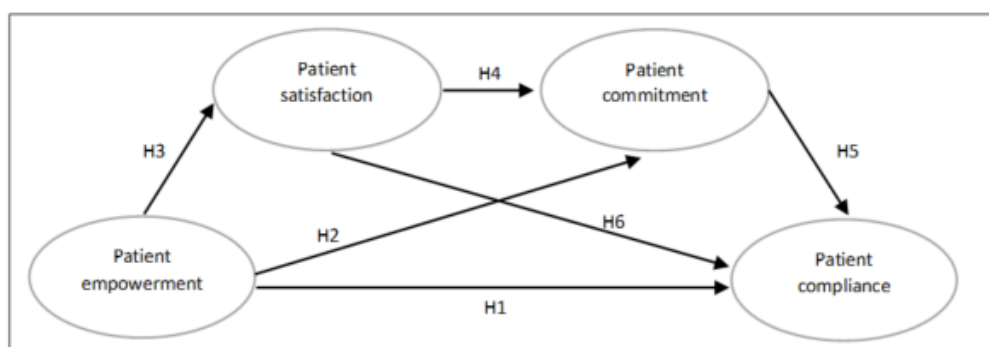 Patient
satisfaction
H4
Patient
commitment
H3
H5
H2
H6
Patient
empowerment
Patient
compliance
H1